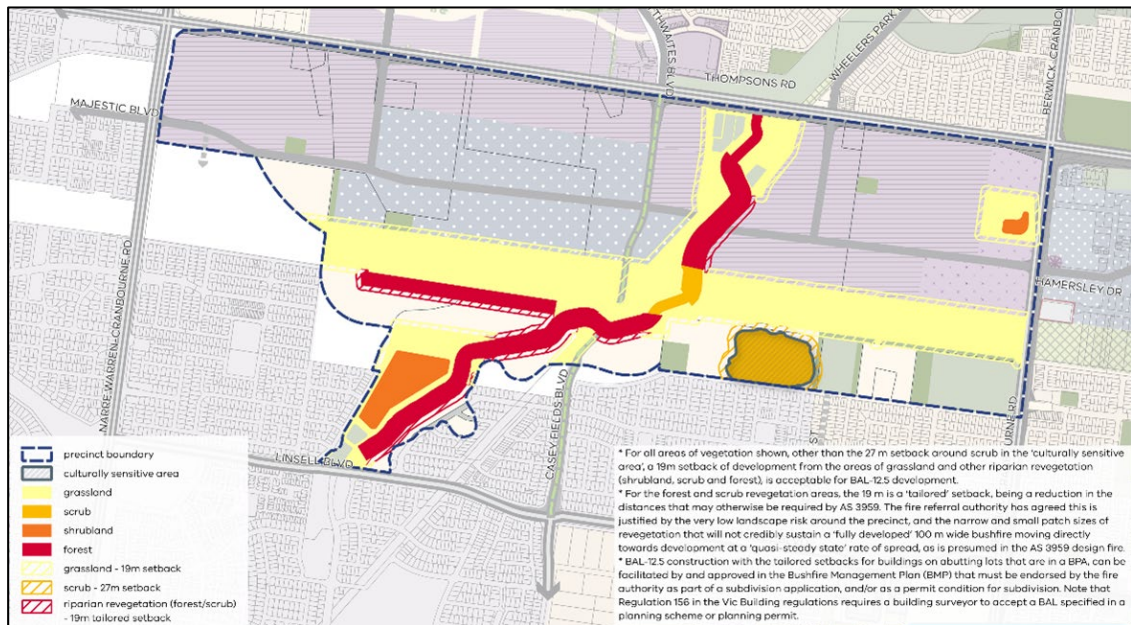 THWAITES BLVD
WHEELERS PARK
THOMPSONS RD
BERWICK-CRANBOU
MAJESTIC BLVD
HAMERSLEY DR
NARRE WARREN-CRANBOURNE RD
CASEY FIELDS BLVD
ST
OURNE RD
LINSELL BLVD
precinct boundary
culturally sensitive area
grassland
scrub
shrubland
forest
grassland - 19m setback
scrub - 27m setback
riparian revegetation (forest/scrub)
- 19m tailored setback
* For all areas of vegetation shown, other than the 27 m setback around scrub in the 'culturally sensitive
area', a 19m setback of development from the areas of grassland and other riparian revegetation
(shrubland, scrub and forest), is acceptable for BAL-12.5 development.
* For the forest and scrub revegetation areas, the 19 m is a 'tailored' setback, being a reduction in the
distances that may otherwise be required by AS 3959. The fire referral authority has agreed this is
justified by the very low landscape risk around the precinct, and the narrow and small patch sizes of
revegetation that will not credibly sustain a 'fully developed' 100 m wide bushfire moving directly
towards development at a 'quasi-steady state' rate of spread, as is presumed in the AS 3959 design fire.
* BAL-12.5 construction with the tailored setbacks for buildings on abutting lots that are in a BPA, can be
facilitated by and approved in the Bushfire Management Plan (BMP) that must be endorsed by the fire
authority as part of a subdivision application, and/or as a permit condition for subdivision. Note that
Regulation 156 in the Vic Building regulations requires a building surveyor to accept a BAL specified in a
planning scheme or planning permit.